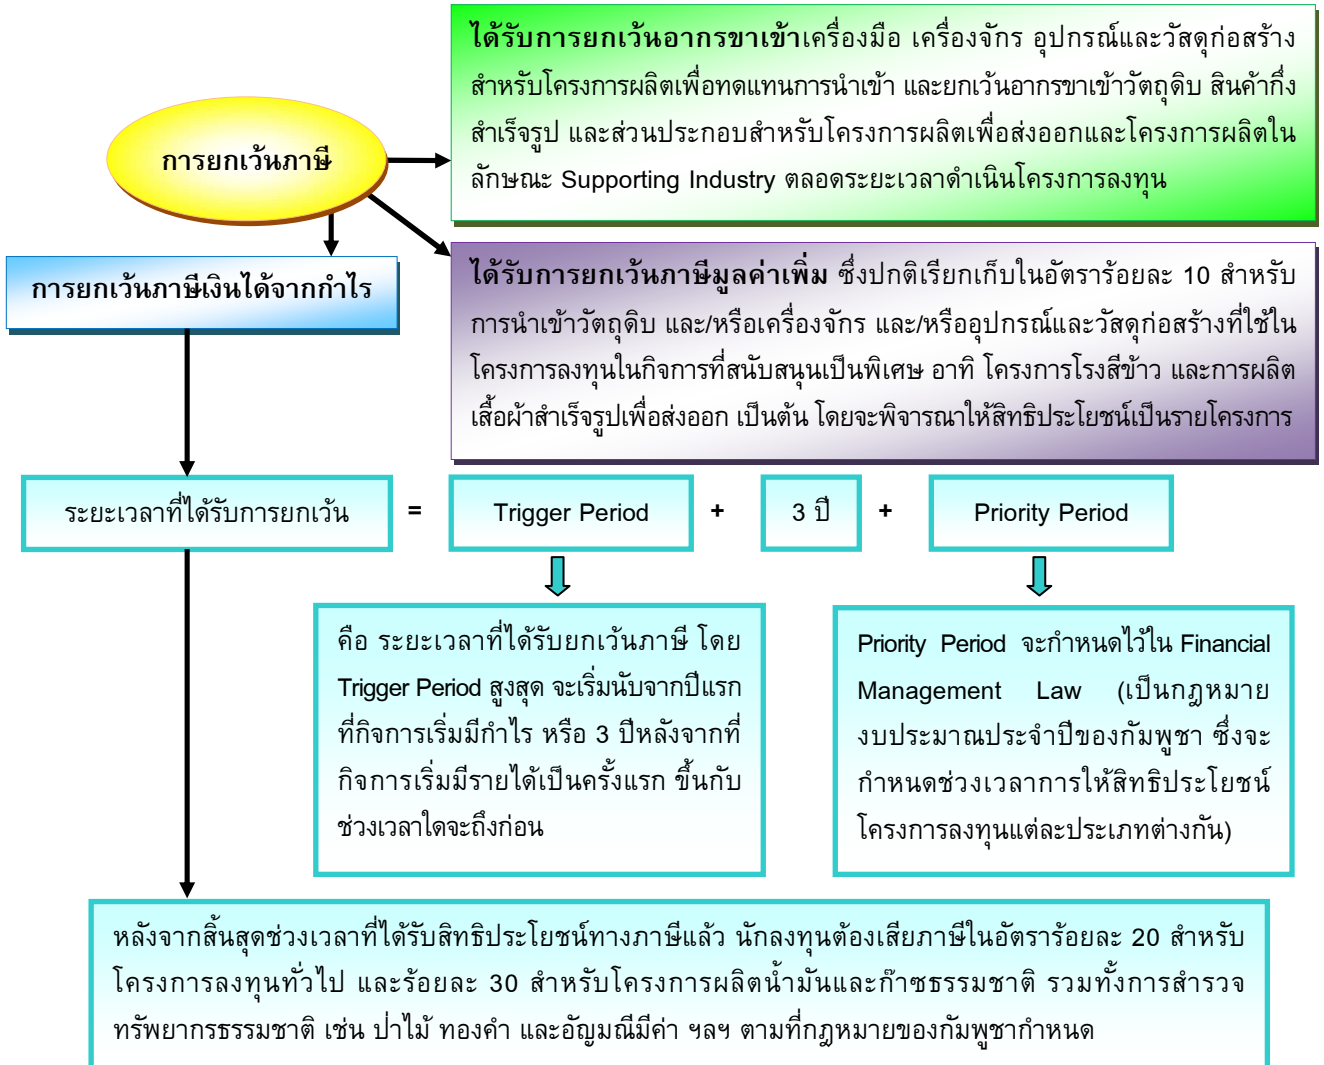 ได้รับการยกเว้นอากรขาเข้าเครื่องมือ เครื่องจักร อุปกรณ์และวัสดุก่อสร้าง
สำหรับโครงการผลิตเพื่อทดแทนการนำเข้า และยกเว้นอากรขาเข้าวัตถุดิบ สินค้ากึ่ง
สำเร็จรูป และส่วนประกอบสำหรับโครงการผลิตเพื่อส่งออกและโครงการผลิตใน
ลักษณะ Supporting Industry ตลอดระยะเวลาดำเนินโครงการลงทุน
การยกเว้นภาษี
ได้รับการยกเว้นภาษีมูลค่าเพิ่ม ซึ่งปกติเรียกเก็บในอัตราร้อยละ 10 สำหรับ
การนำเข้าวัตถุดิบ และ/หรือเครื่องจักร และ/หรืออุปกรณ์และวัสดุก่อสร้างที่ใช้ใน
โครงการลงทุนในกิจการที่สนับสนุนเป็นพิเศษ อาทิ โครงการโรงสีข้าว และการผลิต
เสื้อผ้าสำเร็จรูปเพื่อส่งออก เป็นต้น โดยจะพิจารณาให้สิทธิประโยชน์เป็นรายโครงการ
การยกเว้นภาษีเงินได้จากกำไร
ระยะเวลาที่ได้รับการยกเว้น = Trigger Period + 3 ปี + Priority Period
คือ ระยะเวลาที่ได้รับยกเว้นภาษี โดย
Trigger Period สูงสุด จะเริ่มนับจากปีแรก
ที่กิจการเริ่มมีกำไร หรือ 3 ปีหลังจากที่
กิจการเริ่มมีรายได้เป็นครั้งแรก ขึ้นกับ
ช่วงเวลาใดจะถึงก่อน
Priority Period จะกำหนดไว้ใน Financial
Management Law (เป็นกฎหมาย
งบประมาณประจำปีของกัมพูชา ซึ่งจะ
กำหนดช่วงเวลาการให้สิทธิประโยชน์
โครงการลงทุนแต่ละประเภทต่างกัน)
หลังจากสิ้นสุดช่วงเวลาที่ได้รับสิทธิประโยชน์ทางภาษีแล้ว นักลงทุนต้องเสียภาษีในอัตราร้อยละ 20 สำหรับ
โครงการลงทุนทั่วไป และร้อยละ 30 สำหรับโครงการผลิตน้ำมันและก๊าซธรรมชาติ รวมทั้งการสำรวจ
ทรัพยากรธรรมชาติ เช่น ป่าไม้ ทองคำ และอัญมณีมีค่า ฯลฯ ตามที่กฎหมายของกัมพูชากำหนด